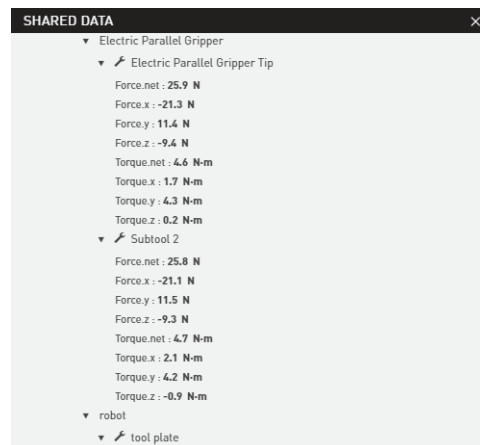 SHARED DATA
Electric Parallel Gripper
Electric Parallel Gripper Tip
Force.net : 25.9 N
Force.x : -21.3 N
Force.y : 11.4 N
Force.z : -9.4 N
Torque.net : 4.6 N·m
Torque.x : 1.7 N·m
Torque.y : 4.3 N·m
Torque.z : 0.2 N·m
Subtool 2
Force.net : 25.8 N
Force.x : -21.1 N
Force.y : 11.5 N
Force.z : -9.3 N
Torque.net : 4.7 N·m
Torque.x : 2.1 N·m
Torque.y : 4.2 N·m
Torque.z : -0.9 N·m
robot
tool plate